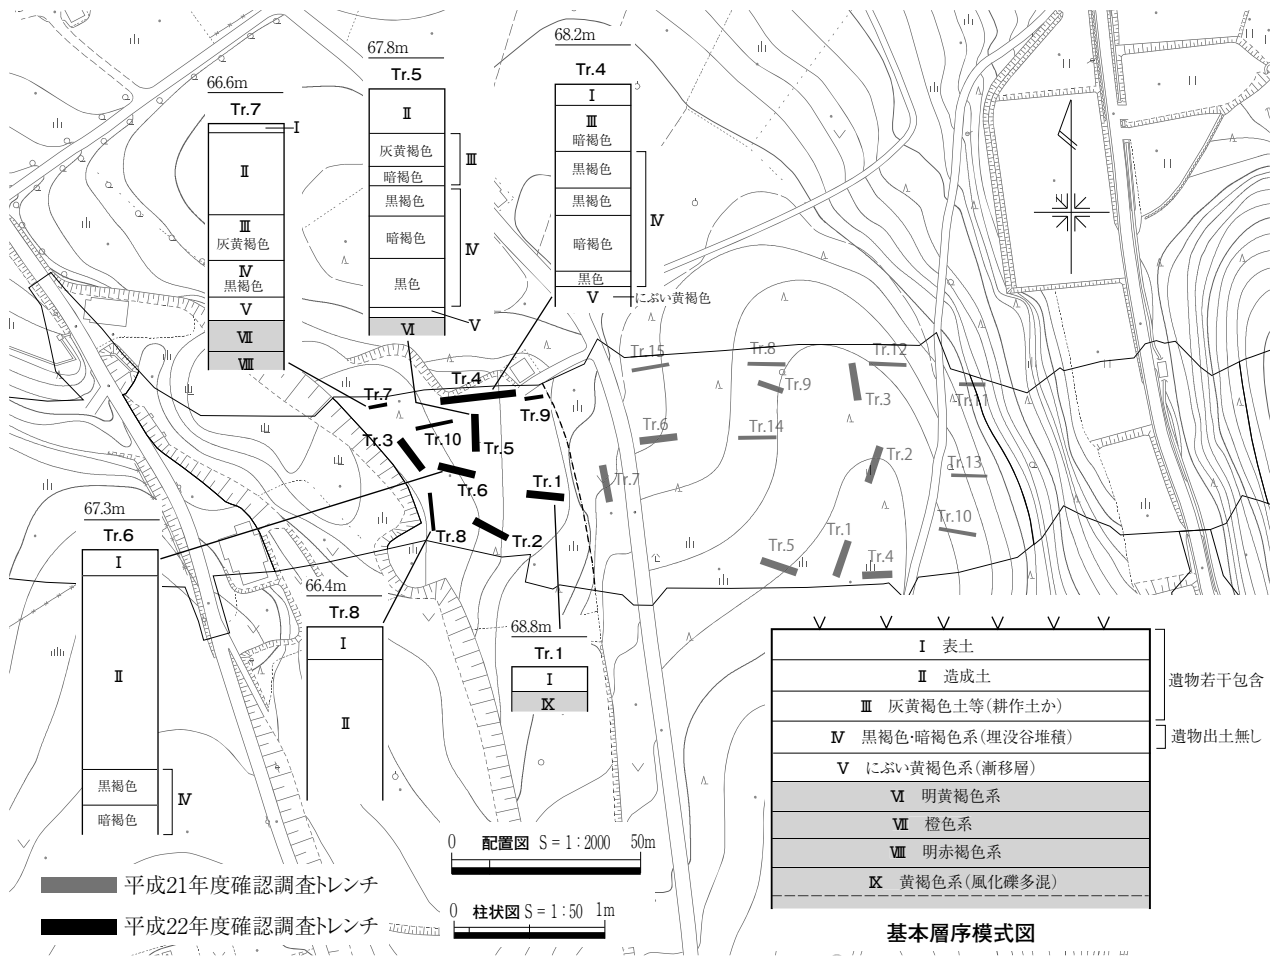 66.6m
Tr.7
I
II
III
灰黄褐色
IV
黒褐色
V
VII
VIII
67.8m
Tr.5
II
灰黄褐色
III
暗褐色
黒褐色
暗褐色
IV
黒色
V
VI
68.2m
Tr.4
I
III
暗褐色
黒褐色
黒褐色
IV
暗褐色
黒色
V
にぶい黄褐色
N
Tr.7
Tr.4
Tr.9
Tr.3
Tr.10
Tr.5
Tr.6
Tr.1
Tr.8
Tr.2
Tr.15
Tr.8
Tr.12
Tr.9
Tr.3
Tr.11
Tr.6
Tr.14
Tr.2
Tr.13
Tr.7
Tr.10
Tr.1
Tr.5
Tr.4
67.3m
Tr.6
I
II
黒褐色
IV
暗褐色
66.4m
Tr.8
I
II
68.8m
Tr.1
I
IX
I 表土
II 造成土
III 灰黄褐色土等(耕作土か)
遺物若干包含
IV 黒褐色・暗褐色系(埋没谷堆積)
遺物出土無し
V にぶい黄褐色系(漸移層)
VI 明黄褐色系
VII 橙色系
VIII 明赤褐色系
IX 黄褐色系(風化礫多混)
基本層序模式図
0 配置図 S = 1 : 2000 50m
0 柱状図 S = 1 : 50 1m
平成21年度確認調査トレンチ
平成22年度確認調査トレンチ